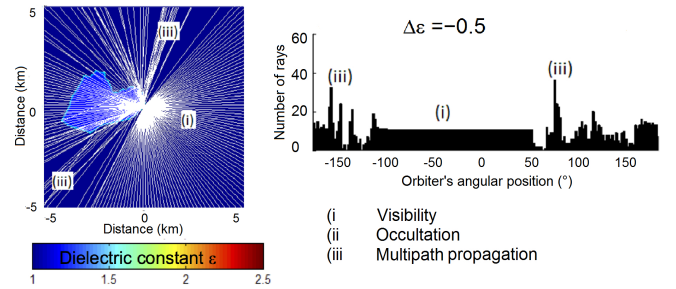 5
0
-5
Distance (km)
(iii)
(i)
(iii)
-5
0
5
Distance (km)
Dielectric constant ε
1
1.5
2
2.5
Δε =−0.5
Number of rays
60
40
20
0
(iii)
(i)
(iii)
-150 -100 -50 0 50 100 150
Orbiter's angular position (°)
(i Visibility
(ii Occultation
(iii Multipath propagation